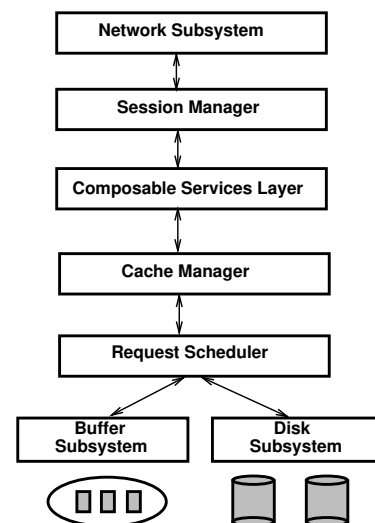 Network Subsystem
Session Manager
Composable Services Layer
Cache Manager
Request Scheduler
Buffer
Subsystem
Disk
Subsystem